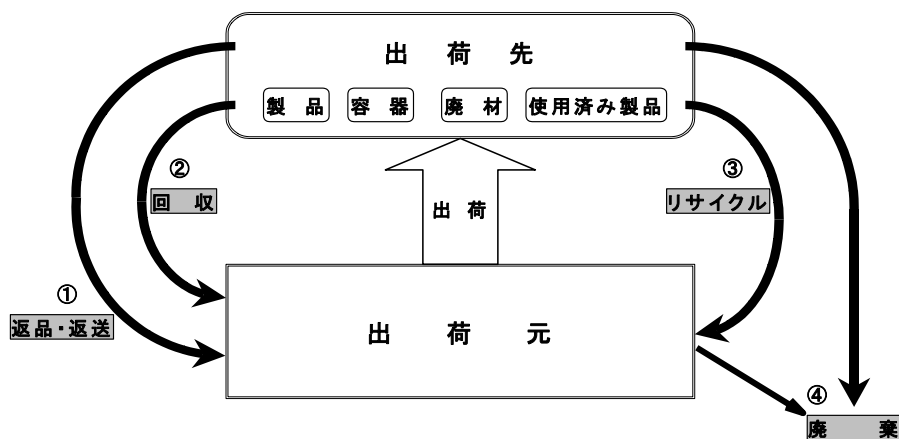 出荷先
製品 容器 廃材 使用済み製品
②
回収
③
リサイクル
出荷
①
返品・返送
出荷元
④
廃棄